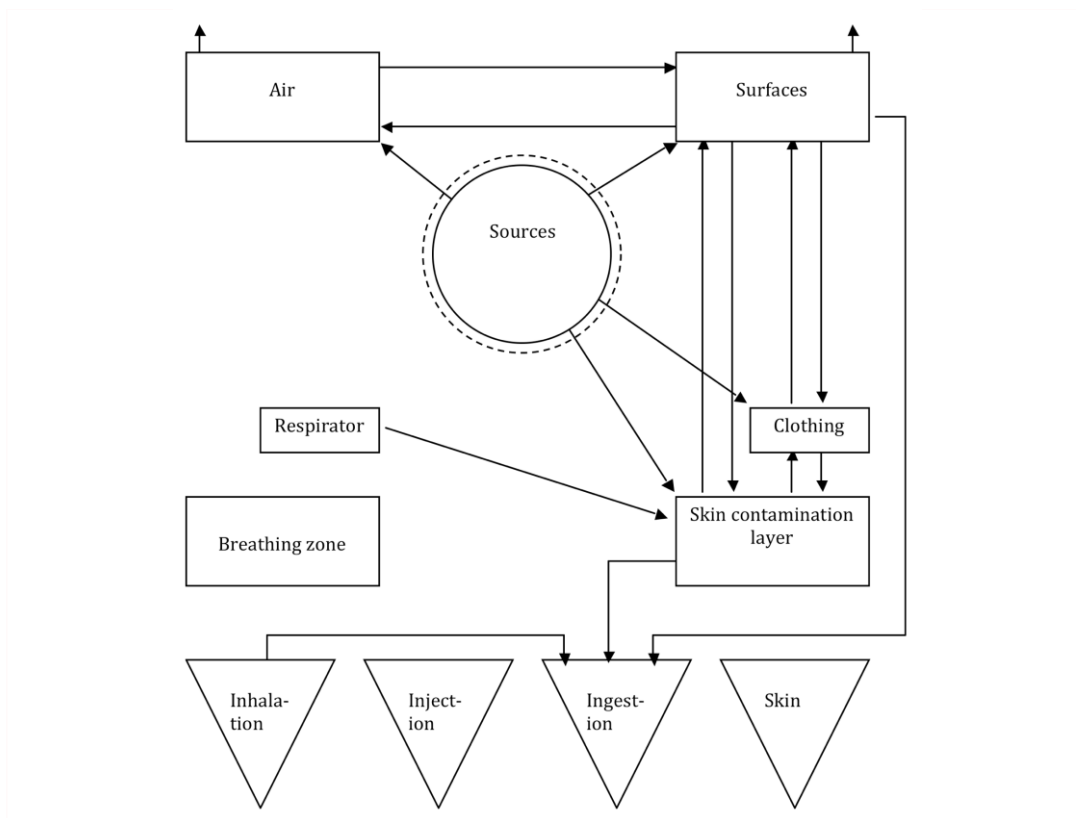 Air
Surfaces
Sources
Respirator
Clothing
Skin contamination
layer
Breathing zone
Inhala-
tion
Inject-
ion
Ingest-
ion
Skin